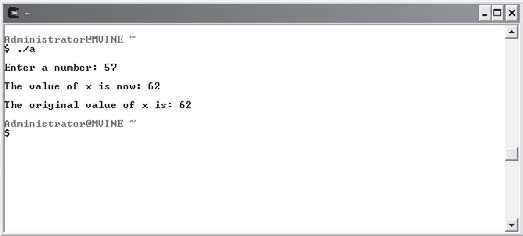 ~
Administrator@MVINE ~
$ ./a
Enter a number: 57
The value of x is now: 62
The original value of x is: 62
Administrator@MVINE ~
$